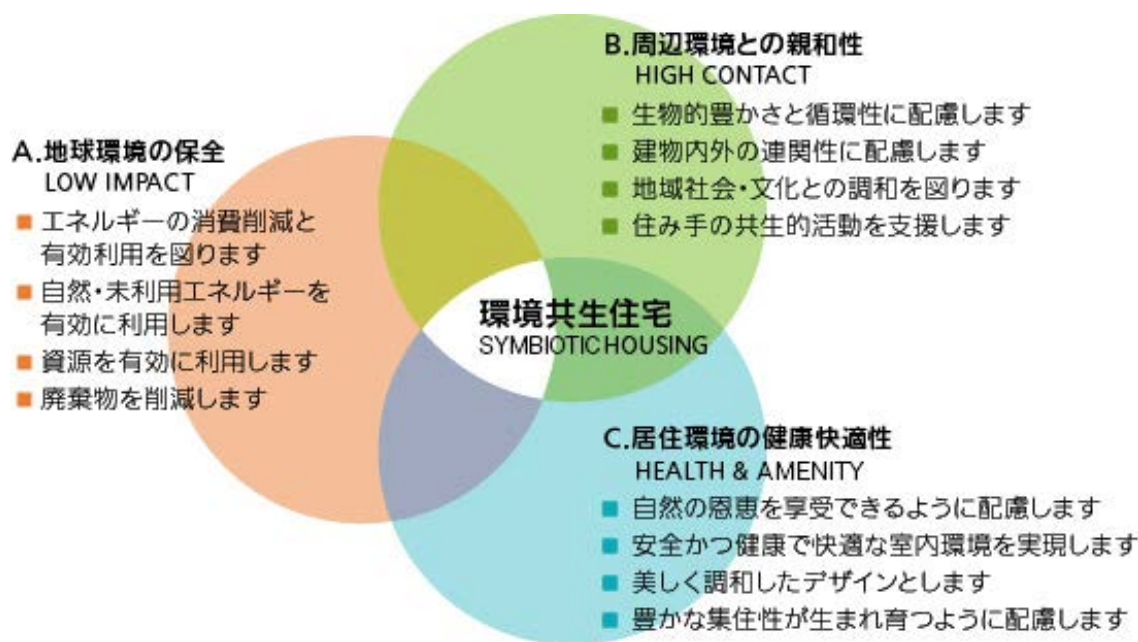 A.地球環境の保全
LOW IMPACT
■ エネルギーの消費削減と
有効利用を図ります
■ 自然・未利用エネルギーを
有効に利用します
■ 資源を有効に利用します
■ 廃棄物を削減します
B.周辺環境との親和性
HIGH CONTACT
■ 生物的豊かさと循環性に配慮します
■ 建物内外の連関性に配慮します
■ 地域社会・文化との調和を図ります
■ 住み手の共生的活動を支援します
環境共生住宅
SYMBIOTICHOUSING
C.居住環境の健康快適性
HEALTH & AMENITY
■ 自然の恩恵を享受できるように配慮します
■ 安全かつ健康で快適な室内環境を実現します
■ 美しく調和したデザインとします
■ 豊かな集住性が生まれ育つように配慮します